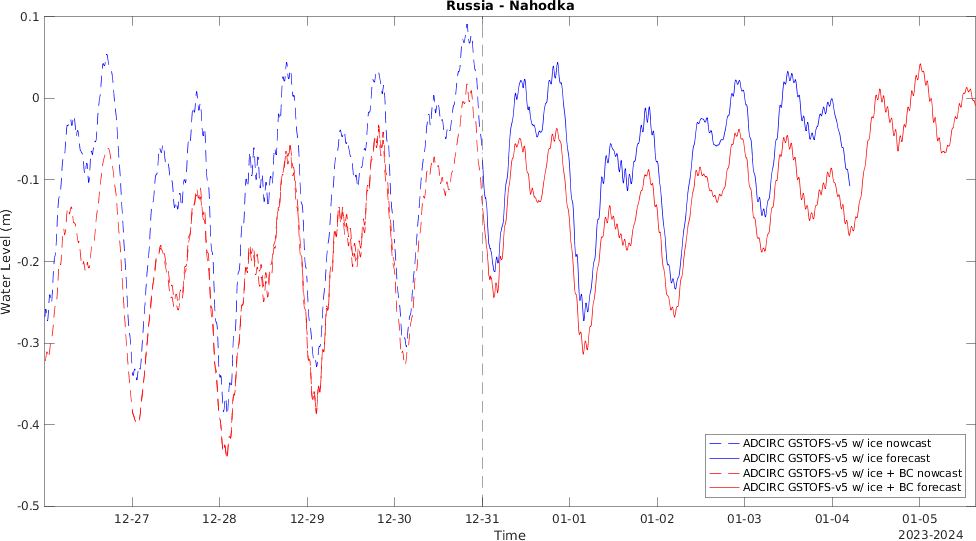 Russia - Nahodka
0.1
0
-0.1
-0.2
-0.3
-0.4
-0.5
Water Level (m)
12-27 12-28 12-29 12-30 12-31 01-01 01-02 01-03 01-04 01-05
Time
2023-2024
ADCIRC GSTOFS-v5 w/ ice nowcast
ADCIRC GSTOFS-v5 w/ ice forecast
ADCIRC GSTOFS-v5 w/ ice + BC nowcast
ADCIRC GSTOFS-v5 w/ ice + BC forecast